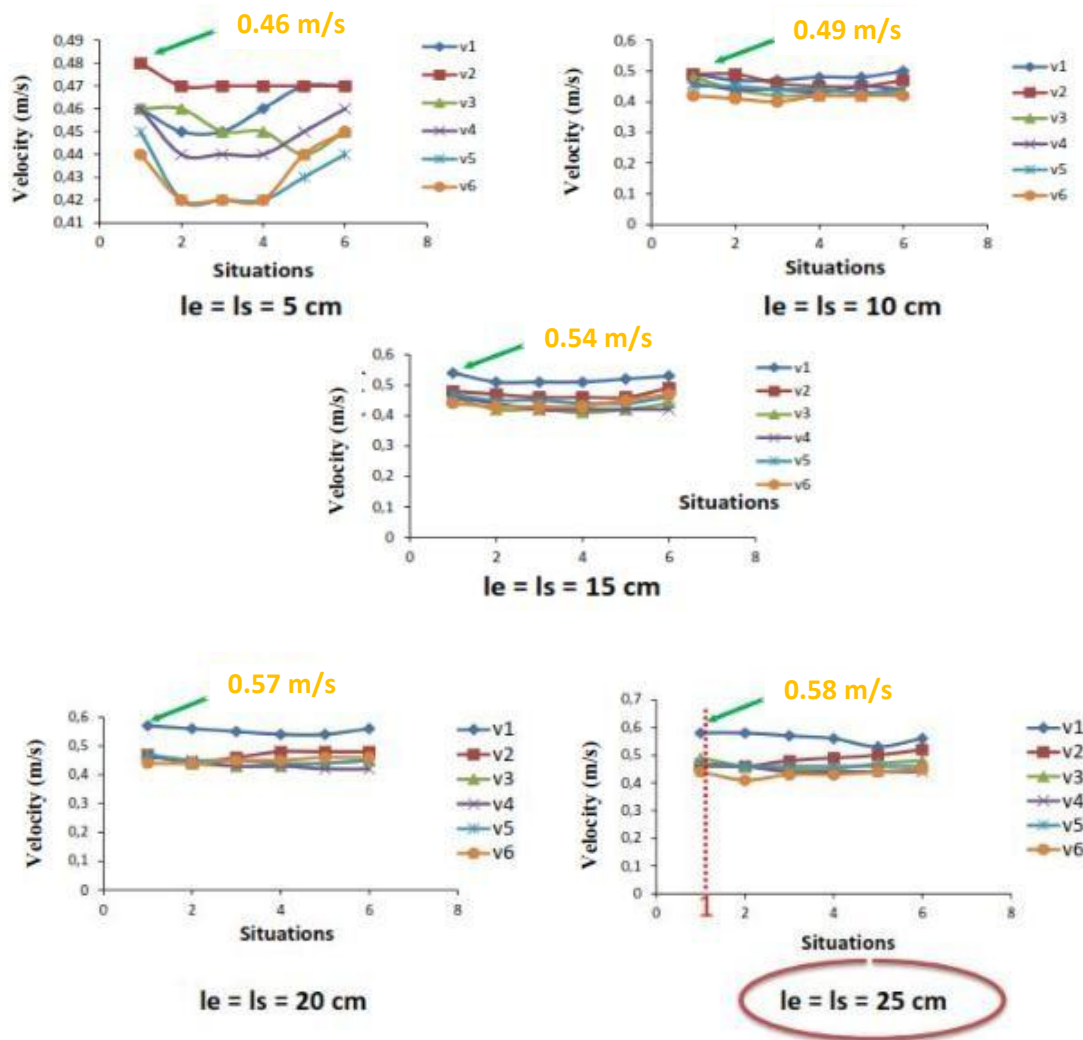 0.46 m/s
0,49
0,48
0,47
0,46
0,45
0,44
0,43
0,42
0,41
Velocity (m/s)
0 2 4 6 8
Situations
v1
v2
v3
v4
v5
v6
le = ls = 5 cm
0.49 m/s
0,6
0,5
0,4
0,3
0,2
0,1
0
Velocity (m/s)
0 2 4 6 8
Situations
v1
v2
v3
v4
v5
v6
le = ls = 10 cm
0.54 m/s
0,6
0,5
0,4
0,3
0,2
0,1
0
Velocity (m/s)
0 2 4 6 8
Situations
v1
v2
v3
v4
v5
v6
le = ls = 15 cm
0.57 m/s
0,6
0,5
0,4
0,3
0,2
0,1
0
Velocity (m/s)
0 2 4 6 8
Situations
v1
v2
v3
v4
v5
v6
le = ls = 20 cm
0.58 m/s
0,7
0,6
0,5
0,4
0,3
0,2
0,1
0
Velocity (m/s)
0 1 2 4 6 8
Situations
v1
v2
v3
v4
v5
v6
le = ls = 25 cm